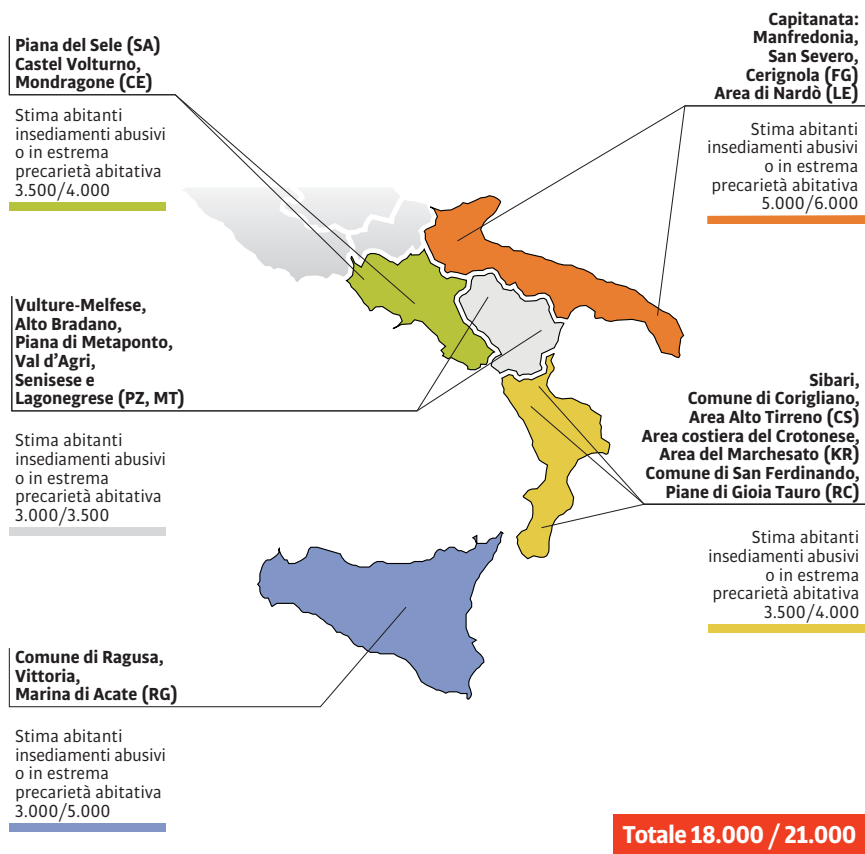 Piana del Sele (SA)
Castel Volturno,
Mondragone (CE)
Stima abitanti
insediamenti abusivi
o in estrema
precarietà abitativa
3.500/4.000
Capitanata:
Manfredonia,
San Severo,
Cerignola (FG)
Area di Nardò (LE)
Stima abitanti
insediamenti abusivi
o in estrema
precarietà abitativa
5.000/6.000
Vulture-Melfese,
Alto Bradano,
Piana di Metaponto,
Val d'Agri,
Senisese e
Lagonegrese (PZ, MT)
Stima abitanti
insediamenti abusivi
o in estrema
precarietà abitativa
3.000/3.500
Sibari,
Comune di Corigliano,
Area Alto Tirreno (CS)
Area costiera del Crotonese,
Area del Marchesato (KR)
Comune di San Ferdinando,
Piane di Gioia Tauro (RC)
Stima abitanti
insediamenti abusivi
o in estrema
precarietà abitativa
3.500/4.000
Comune di Ragusa,
Vittoria,
Marina di Acate (RG)
Stima abitanti
insediamenti abusivi
o in estrema
precarietà abitativa
3.000/5.000
Totale 18.000 / 21.000